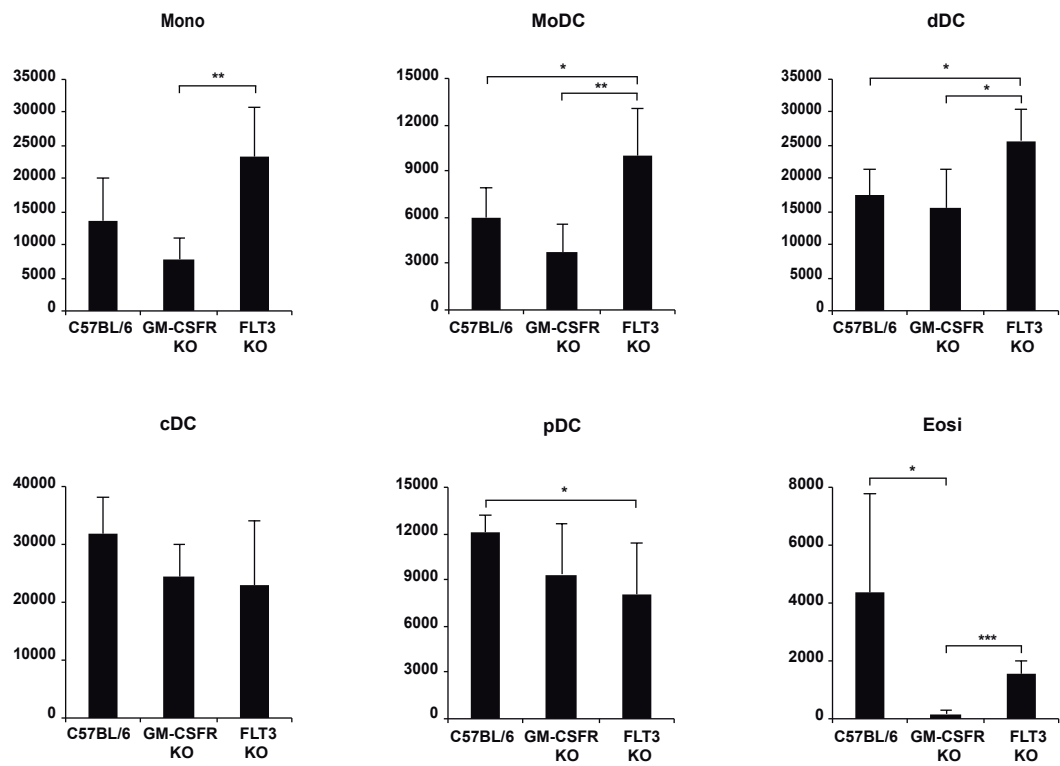 Mono
MoDC
dDC
35000
30000
25000
20000
15000
10000
5000
0
**
C57BL/6 GM-CSFR FLT3
KO KO
15000
12000
9000
6000
3000
0
*
**
C57BL/6 GM-CSFR FLT3
KO KO
35000
30000
25000
20000
15000
10000
5000
0
*
*
C57BL/6 GM-CSFR FLT3
KO KO
cDC
pDC
Eosi
40000
30000
20000
10000
0
C57BL/6 GM-CSFR FLT3
KO KO
15000
12000
9000
6000
3000
0
*
C57BL/6 GM-CSFR FLT3
KO KO
8000
6000
4000
2000
0
*
***
C57BL/6 GM-CSFR FLT3
KO KO